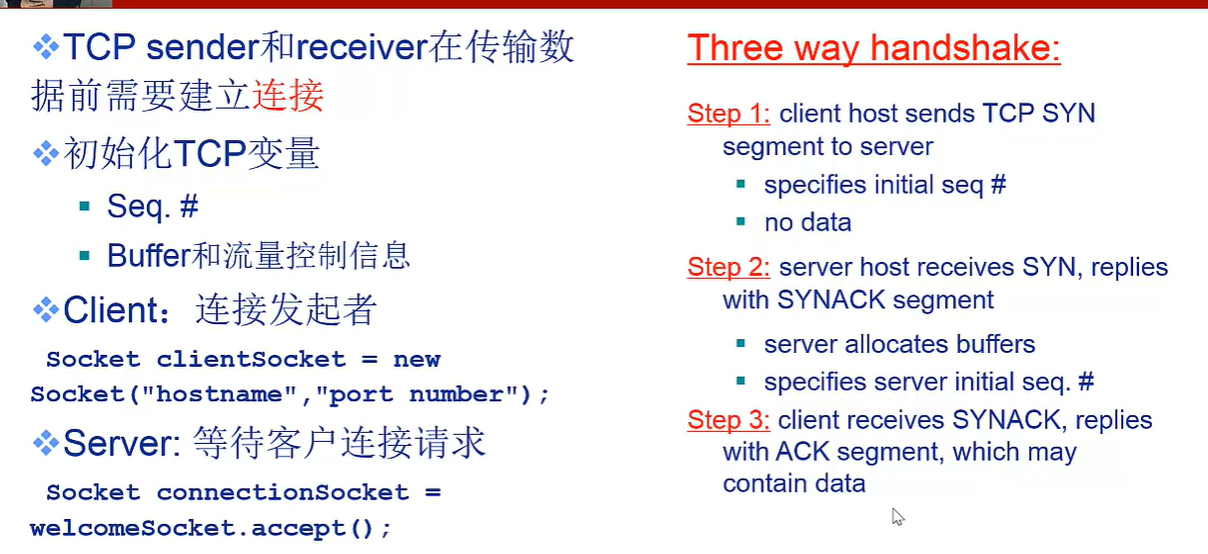 TCP sender和receiver在传输数
据前需要建立连接
初始化TCP变量
Seq. #
Buffer和流量控制信息
Client：连接发起者
Socket clientSocket = new
Socket("hostname","port number");
Server: 等待客户连接请求
Socket connectionSocket =
welcomeSocket.accept();
Three way handshake:
Step 1: client host sends TCP SYN
segment to server
specifies initial seq #
no data
Step 2: server host receives SYN, replies
with SYNACK segment
server allocates buffers
specifies server initial seq. #
Step 3: client receives SYNACK, replies
with ACK segment, which may
contain data